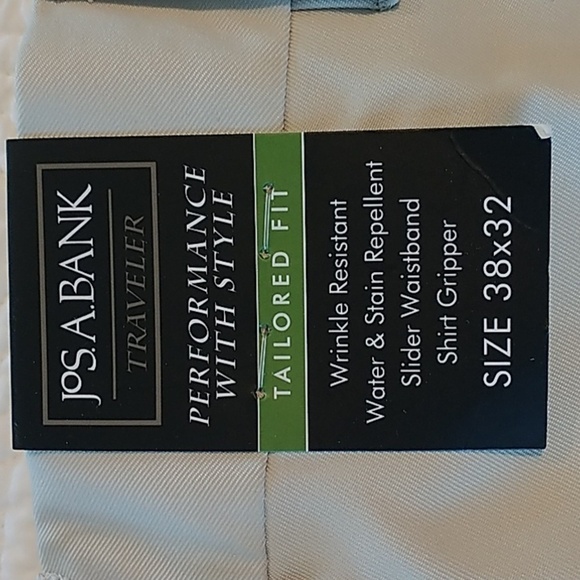 JOS.A.BANK
TRAVELER
PERFORMANCE
WITH STYLE
TAILORED FIT
Wrinkle Resistant
Water & Stain Repellent
Slider Waistband
Shirt Gripper
SIZE 38x32